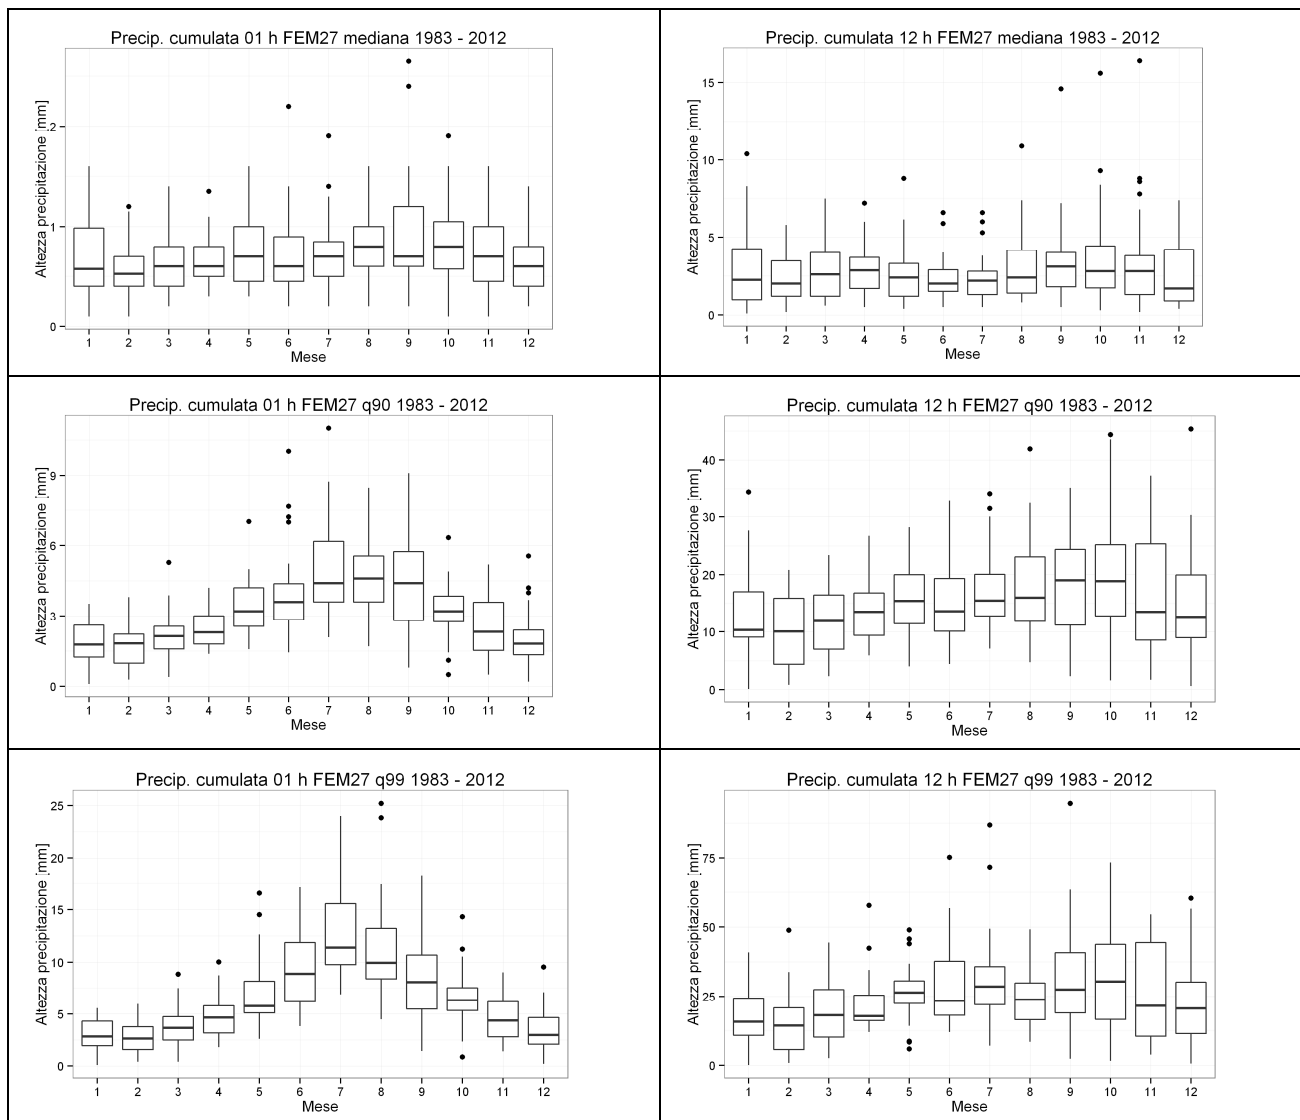 Precip. cumulata 01 h FEM27 mediana 1983 - 2012
Altezza precipitazione [mm]
2
1
0
1 2 3 4 5 6 7 8 9 10 11 12
Mese
Precip. cumulata 12 h FEM27 mediana 1983 - 2012
Altezza precipitazione [mm]
15
10
5
0
1 2 3 4 5 6 7 8 9 10 11 12
Mese
Precip. cumulata 01 h FEM27 q90 1983 - 2012
Altezza precipitazione [mm]
9
6
3
0
1 2 3 4 5 6 7 8 9 10 11 12
Mese
Precip. cumulata 12 h FEM27 q90 1983 - 2012
Altezza precipitazione [mm]
40
30
20
10
0
1 2 3 4 5 6 7 8 9 10 11 12
Mese
Precip. cumulata 01 h FEM27 q99 1983 - 2012
Altezza precipitazione [mm]
25
20
15
10
5
0
1 2 3 4 5 6 7 8 9 10 11 12
Mese
Precip. cumulata 12 h FEM27 q99 1983 - 2012
Altezza precipitazione [mm]
75
50
25
0
1 2 3 4 5 6 7 8 9 10 11 12
Mese